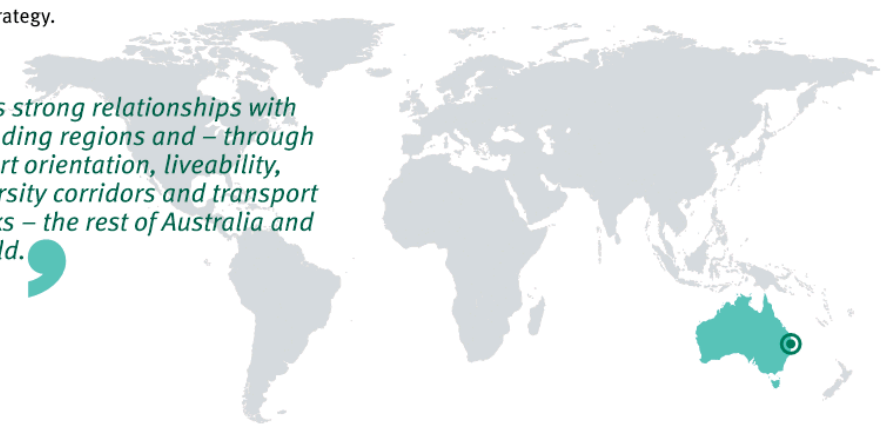 rategy.
s strong relationships with
ding regions and – through
rt orientation, liveability,
rsity corridors and transport
ks – the rest of Australia and
ld.’